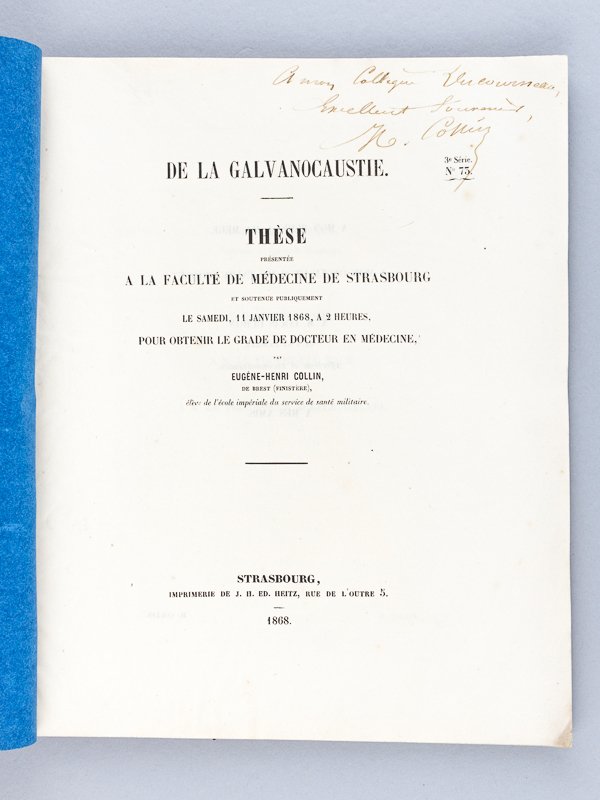 A mon Collègue Ducourneau,
Excellent Souvenir,
H. Collin
DE LA GALVANOCAUSTIE.
3e Série.
N° 73.
THÈSE
PRÉSENTÉE
A LA FACULTÉ DE MÉDECINE DE STRASBOURG
ET SOUTENUE PUBLIQUEMENT
LE SAMEDI, 11 JANVIER 1868, A 2 HEURES,
POUR OBTENIR LE GRADE DE DOCTEUR EN MÉDECINE,
PAR
EUGÈNE-HENRI COLLIN,
DE BREST (FINISTÈRE),
élève de l'école impériale du service de santé militaire.
STRASBOURG,
IMPRIMERIE DE J. H. ED. HEITZ, RUE DE L'OUTRE 5.
1868.